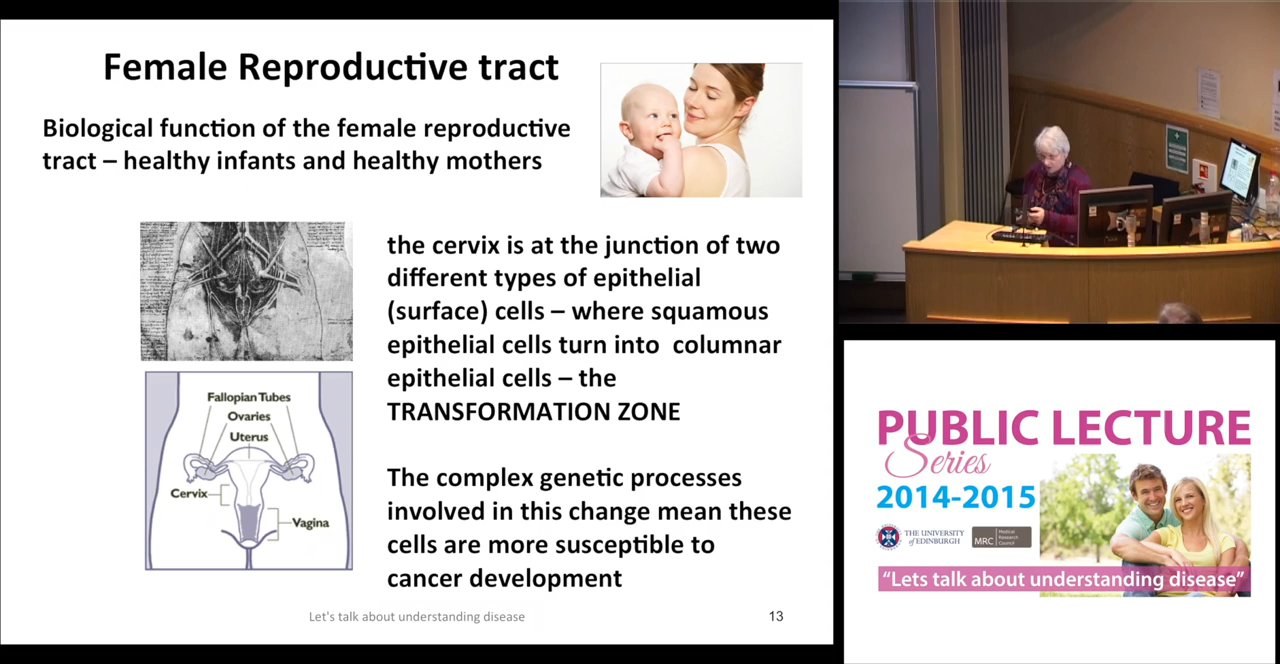 Female Reproductive tract
Biological function of the female reproductive
tract – healthy infants and healthy mothers
the cervix is at the junction of two
different types of epithelial
(surface) cells – where squamous
epithelial cells turn into  columnar
epithelial cells – the
TRANSFORMATION ZONE
The complex genetic processes
involved in this change mean these
cells are more susceptible to
cancer development
Fallopian Tubes
Ovaries
Uterus
Cervix
Vagina
Let's talk about understanding disease
13
PUBLIC LECTURE
Series
2014-2015
THE UNIVERSITY
of EDINBURGH
MRC
Medical
Research
Council
“Lets talk about understanding disease”